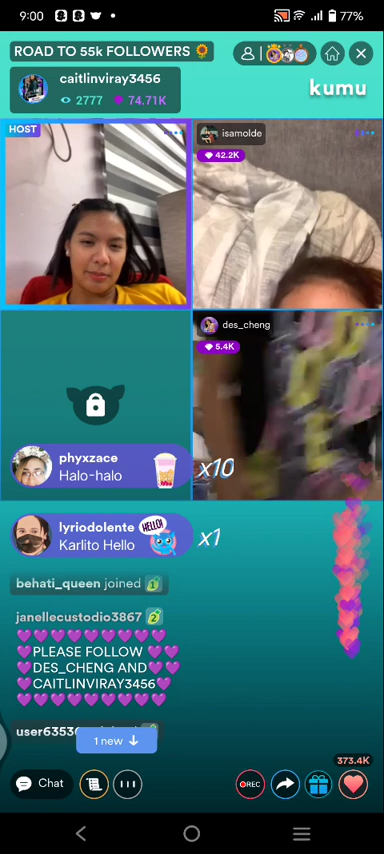 9:00
77%
ROAD TO 55k FOLLOWERS 🌻
caitlinviray3456
2777 74.71K
kumu
HOST
isamolde
42.2K
des_cheng
5.4K
phyxzace
Halo-halo
x10
lyriodolente
Karlito Hello
HELLO!
x1
behati_queen joined 1
janellecustodio3867 2
💜💜💜💜💜💜💜💜💜
💜PLEASE FOLLOW 💜💜
💜DES_CHENG AND💜💜
💜CAITLINVIRAY3456💜
💜💜💜💜💜💜💜💜💜
1 new ↓
373.4K
Chat
REC